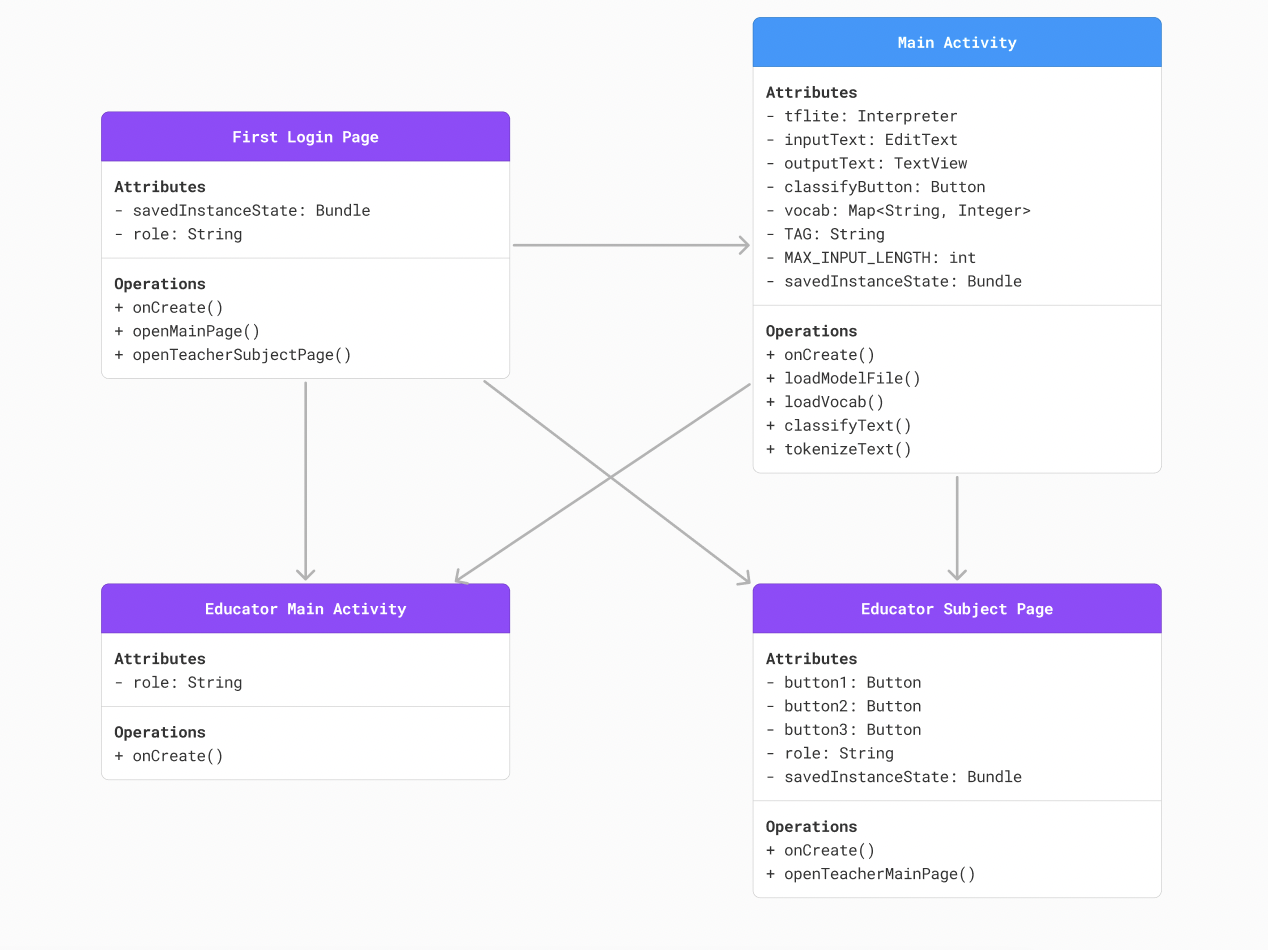 First Login Page
Attributes
- savedInstanceState: Bundle
- role: String
Operations
+ onCreate()
+ openMainPage()
+ openTeacherSubjectPage()
Main Activity
Attributes
- tflite: Interpreter
- inputText: EditText
- outputText: TextView
- classifyButton: Button
- vocab: Map<String, Integer>
- TAG: String
- MAX_INPUT_LENGTH: int
- savedInstanceState: Bundle
Operations
+ onCreate()
+ loadModelFile()
+ loadVocab()
+ classifyText()
+ tokenizeText()
Educator Main Activity
Attributes
- role: String
Operations
+ onCreate()
Educator Subject Page
Attributes
- button1: Button
- button2: Button
- button3: Button
- role: String
- savedInstanceState: Bundle
Operations
+ onCreate()
+ openTeacherMainPage()